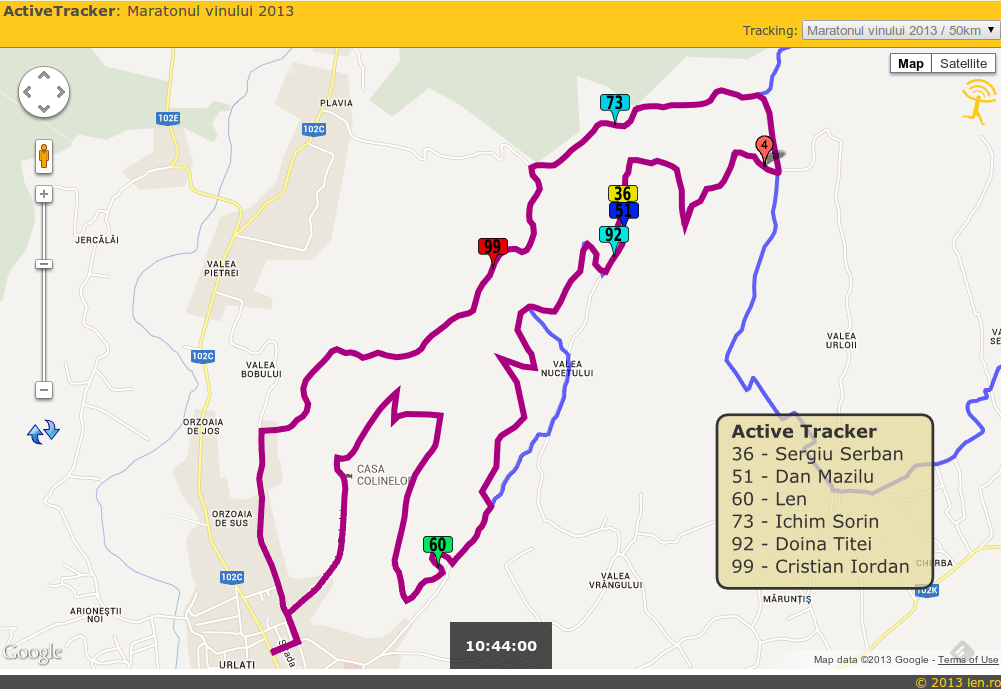 ActiveTracker: Maratonul vinului 2013
Tracking: Maratonul vinului 2013 / 50km
Map
Satellite
PLAVIA
102E
102C
73
4
36
51
92
99
JERCĂLĂI
VALEA
PIETREI
102C
VALEA
BOBULUI
VALEA
NUCETULUI
VALEA
URLOII
VA
SE
ORZOAIA
DE JOS
CASA
COLINELOR
ORZOAIA
DE SUS
60
102C
Active Tracker
36 - Sergiu Serban
51 - Dan Mazilu
60 - Len
73 - Ichim Sorin
92 - Doina Titei
99 - Cristian Iordan
CHERBA
102K
VALEA
VRÂNGULUI
MĂRUNȚIȘ
ARIONEȘTII
NOI
10:44:00
Google
URLATI
Strada
Map data ©2013 Google - Terms of Use
© 2013 len.ro